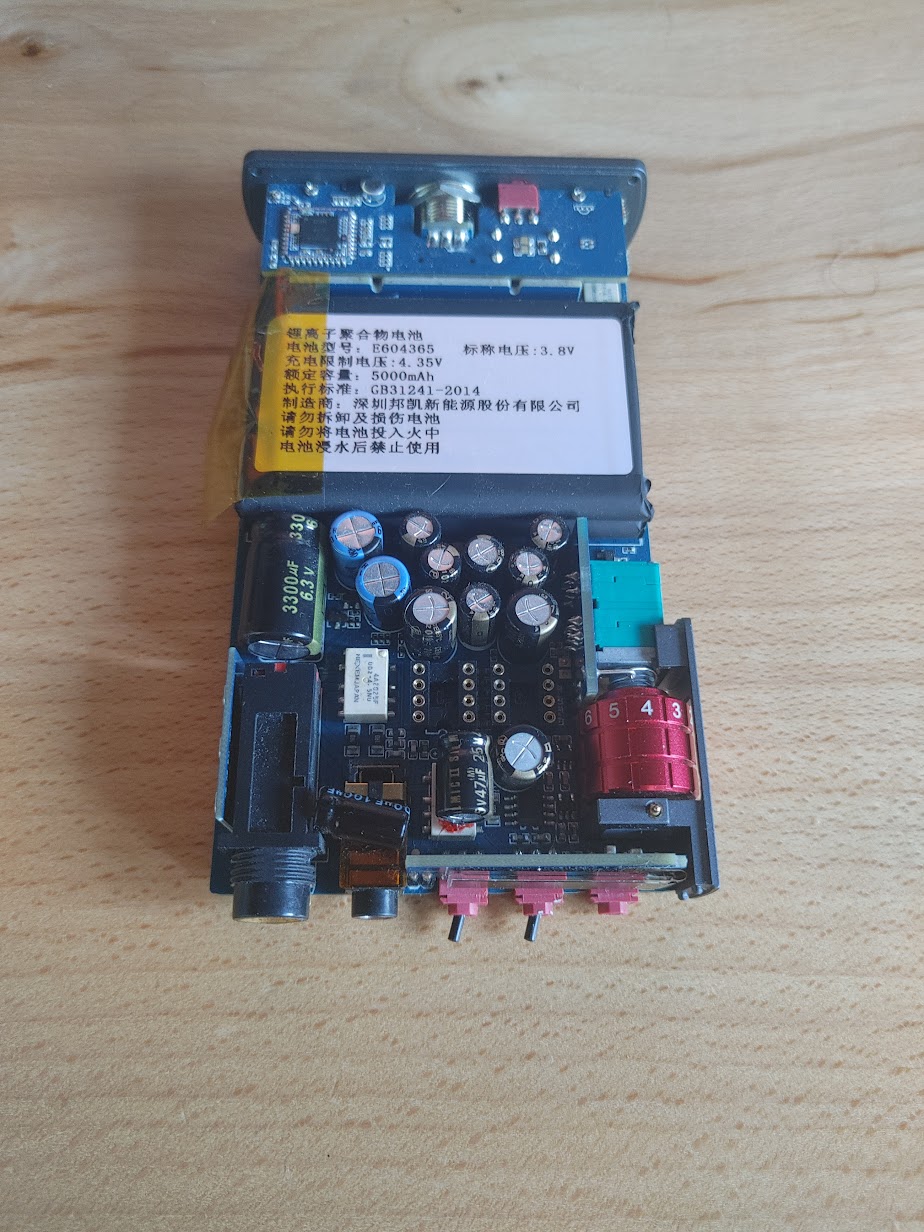 锂离子聚合物电池
电池型号: E604365 标称电压:3.8V
充电限制电压:4.35V
额定容量: 5000mAh
执行标准: GB31241-2014
制造商: 深圳邦凯新能源股份有限公司
请勿拆卸及损伤电池
请勿将电池投入火中
电池浸水后禁止使用
3300µF
6.3V
330
6 5 4 3
47µF 25